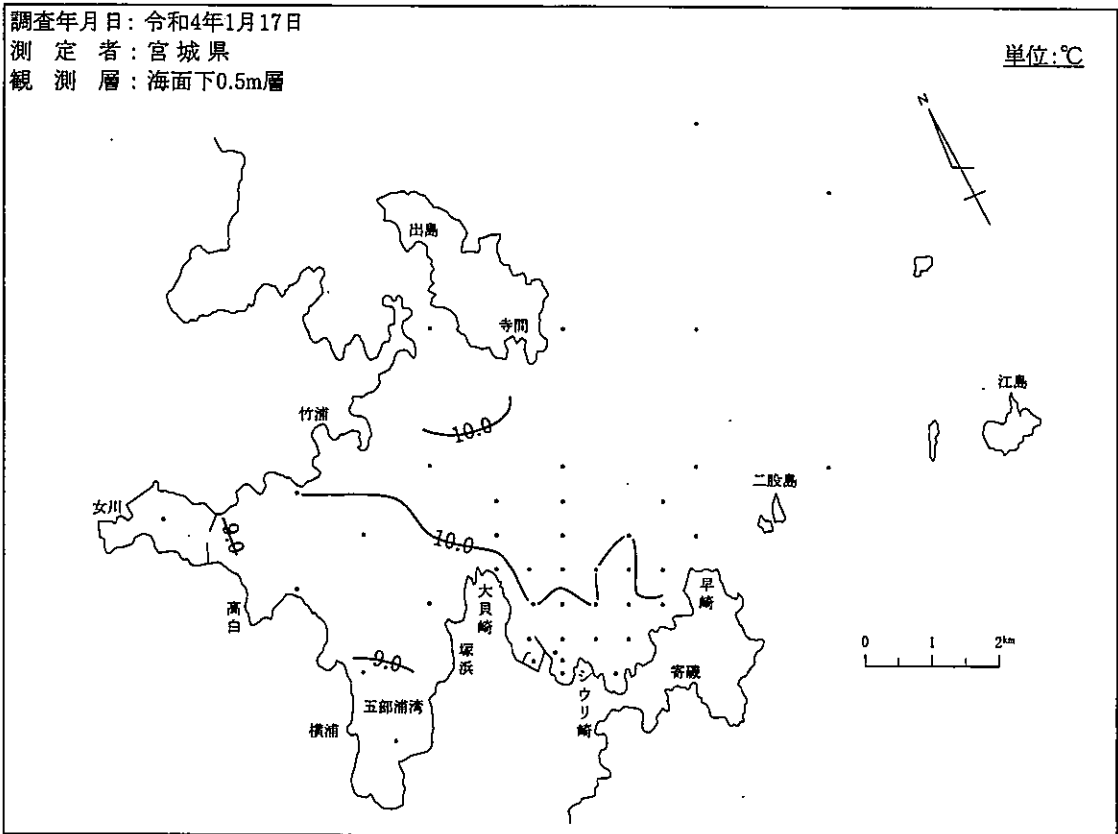 調査年月日：令和4年1月17日
測定者：宮城県
観測層：海面下0.5m層
単位：℃
N
出島
寺間
江島
竹浦
10.0
二股島
女川
9.0
10.0
大貝崎
早崎
高白
塚浜
0 1 2km
9.0
シウリ崎
寄磯
五部浦湾
横浦